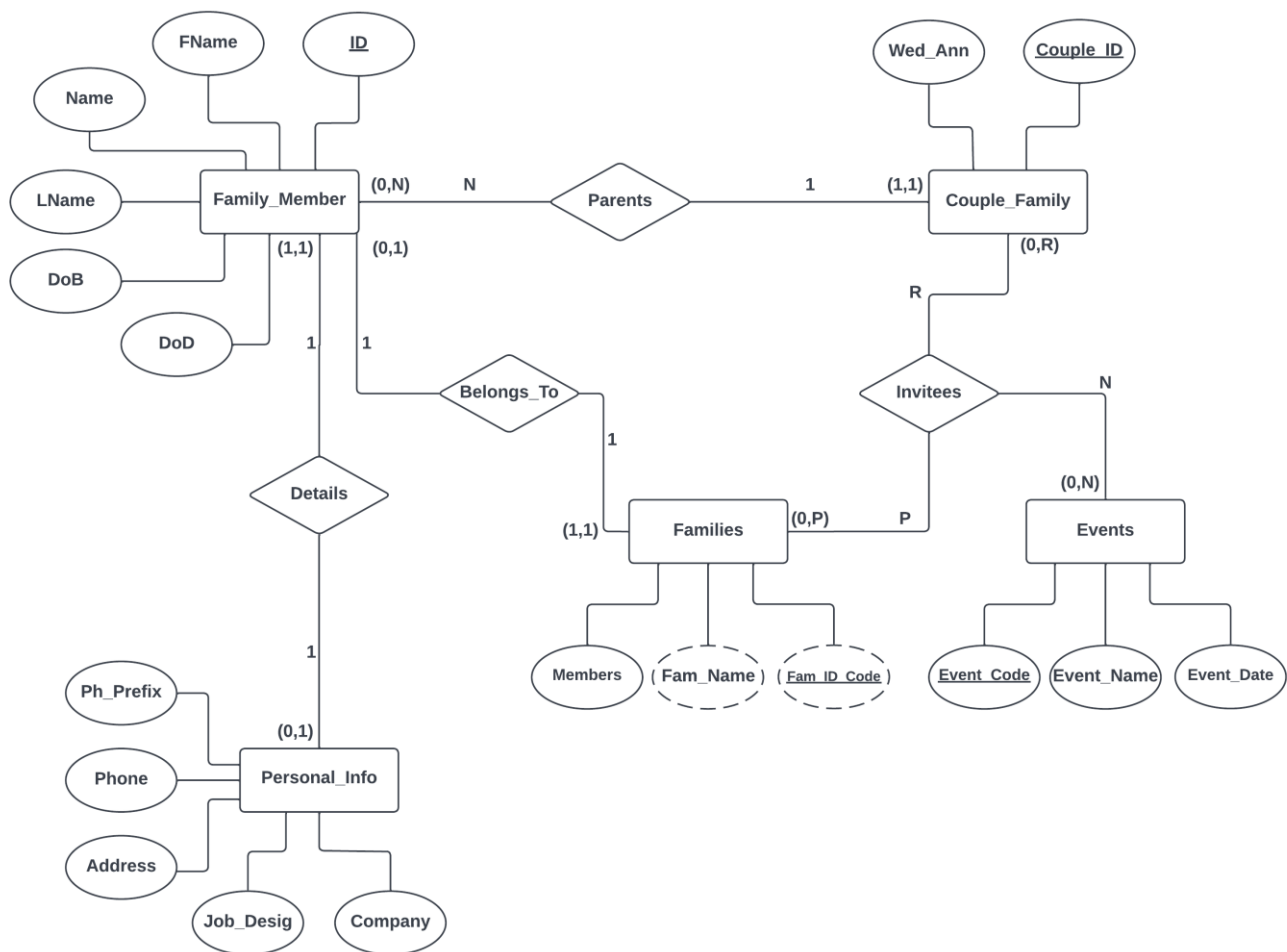 FName
ID
Wed_Ann
Couple_ID
Name
(0,N)
N
1
(1,1)
LName
Family_Member
Parents
Couple_Family
(1,1)
(0,1)
(0,R)
DoB
R
DoD
1
1
N
Belongs_To
Invitees
1
(0,N)
Details
(1,1)
Families
(0,P)
P
Events
1
Members
Fam_Name
Fam_ID_Code
Event_Code
Event_Name
Event_Date
Ph_Prefix
(0,1)
Phone
Personal_Info
Address
Job_Desig
Company